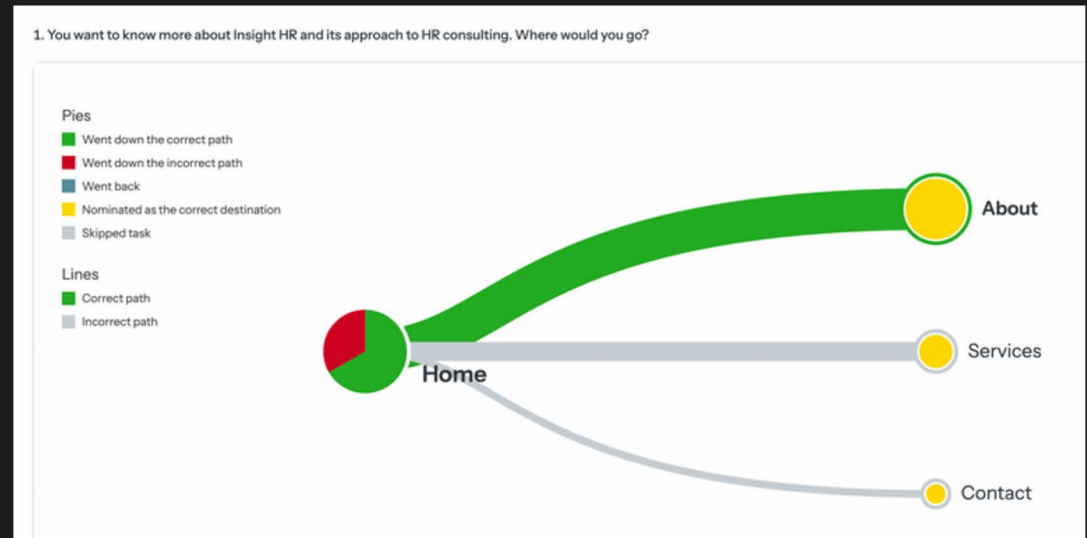 1. You want to know more about Insight HR and its approach to HR consulting. Where would you go?
Pies
Went down the correct path
Went down the incorrect path
Went back
Nominated as the correct destination
Skipped task
Lines
Correct path
Incorrect path
Home
About
Services
Contact